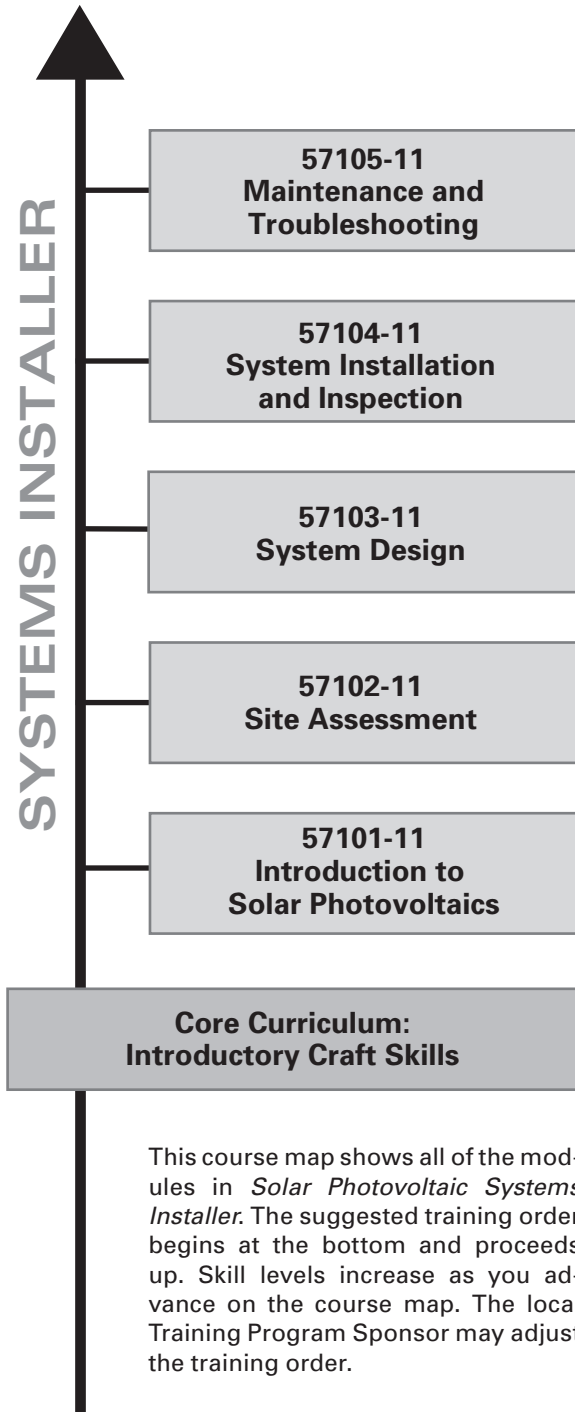 SYSTEMS INSTALLER
57105-11
Maintenance and
Troubleshooting
57104-11
System Installation
and Inspection
57103-11
System Design
57102-11
Site Assessment
57101-11
Introduction to
Solar Photovoltaics
Core Curriculum:
Introductory Craft Skills
This course map shows all of the mod-
ules in Solar Photovoltaic Systems
Installer. The suggested training order
begins at the bottom and proceeds
up. Skill levels increase as you ad-
vance on the course map. The local
Training Program Sponsor may adjust
the training order.